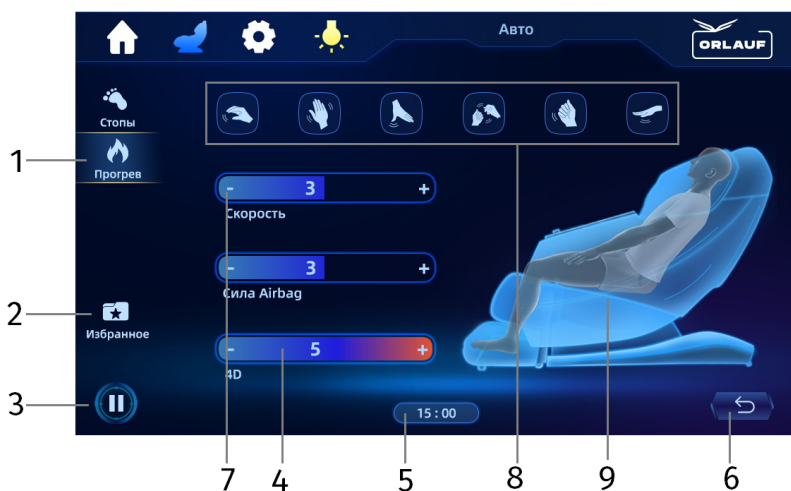 Авто
ORLAUF
Стопы
1
Прогрев
- 3 +
Скорость
- 3 +
Сила Airbag
2
Избранное
- 5 +
4D
3
15 : 00
7 4 5 8 9 6